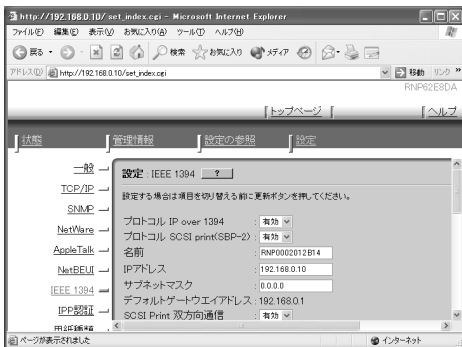 http://192.168.0.10/set_index.cgi - Microsoft Internet Explorer
ファイル(F) 編集(E) 表示(V) お気に入り(A) ツール(T) ヘルプ(H)
戻る 検索 お気に入り メディア
アドレス(D) http://192.168.0.10/set_index.cgi 移動 リンク »
RNP62E8DA
トップページ ヘルプ
状態 管理情報 設定の参照 設定
一般
TCP/IP
SNMP
NetWare
AppleTalk
NetBEUI
IEEE 1394
IPP認証
用紙種類
設定 : IEEE 1394 ?
設定する場合は項目を切り替える前に更新ボタンを押してください。
プロトコル IP over 1394 : 有効
プロトコル SCSI print(SBP-2) : 有効
名前 : RNP0002012B14
IPアドレス : 192.168.0.10
サブネットマスク : 0.0.0.0
デフォルトゲートウエイアドレス : 192.168.0.1
SCSI Print 双方向通信 : 有効
ページが表示されました インターネット